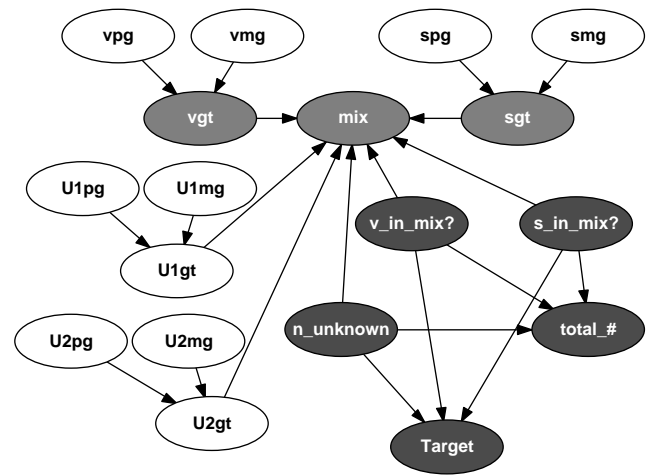 vpg
vmg
spg
smg
vgt
mix
sgt
U1pg
U1mg
v_in_mix?
s_in_mix?
U1gt
U2pg
U2mg
n_unknown
total_#
U2gt
Target